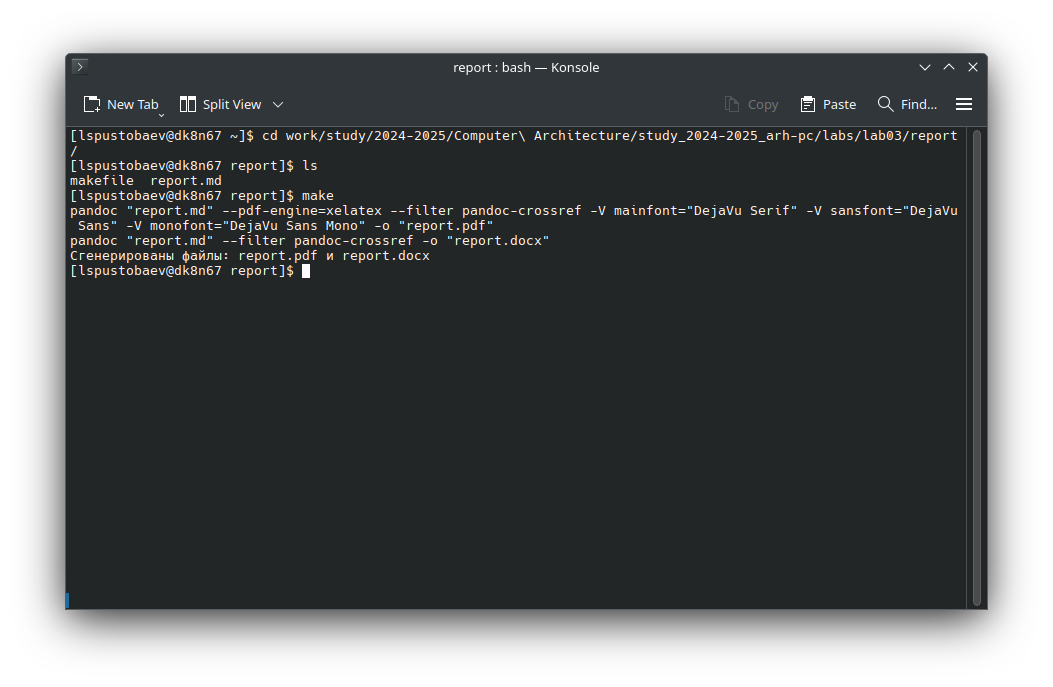 report : bash — Konsole
New Tab Split View Copy Paste Find...
[lspustobaev@dk8n67 ~]$ cd work/study/2024-2025/Computer\ Architecture/study_2024-2025_arh-pc/labs/lab03/report
/
[lspustobaev@dk8n67 report]$ ls
makefile  report.md
[lspustobaev@dk8n67 report]$ make
pandoc "report.md" --pdf-engine=xelatex --filter pandoc-crossref -V mainfont="DejaVu Serif" -V sansfont="DejaVu
 Sans" -V monofont="DejaVu Sans Mono" -o "report.pdf"
pandoc "report.md" --filter pandoc-crossref -o "report.docx"
Сгенерированы файлы: report.pdf и report.docx
[lspustobaev@dk8n67 report]$